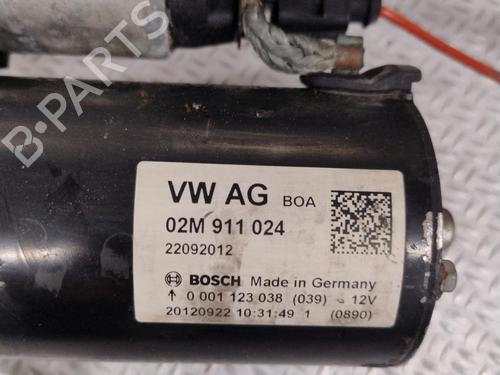 VW AG BOA
02M 911 024
22092012
BOSCH Made in Germany
↑ 0 001 123 038 (039) - 12V
20120922 10:31:49 1 (0890)
B-PARTS